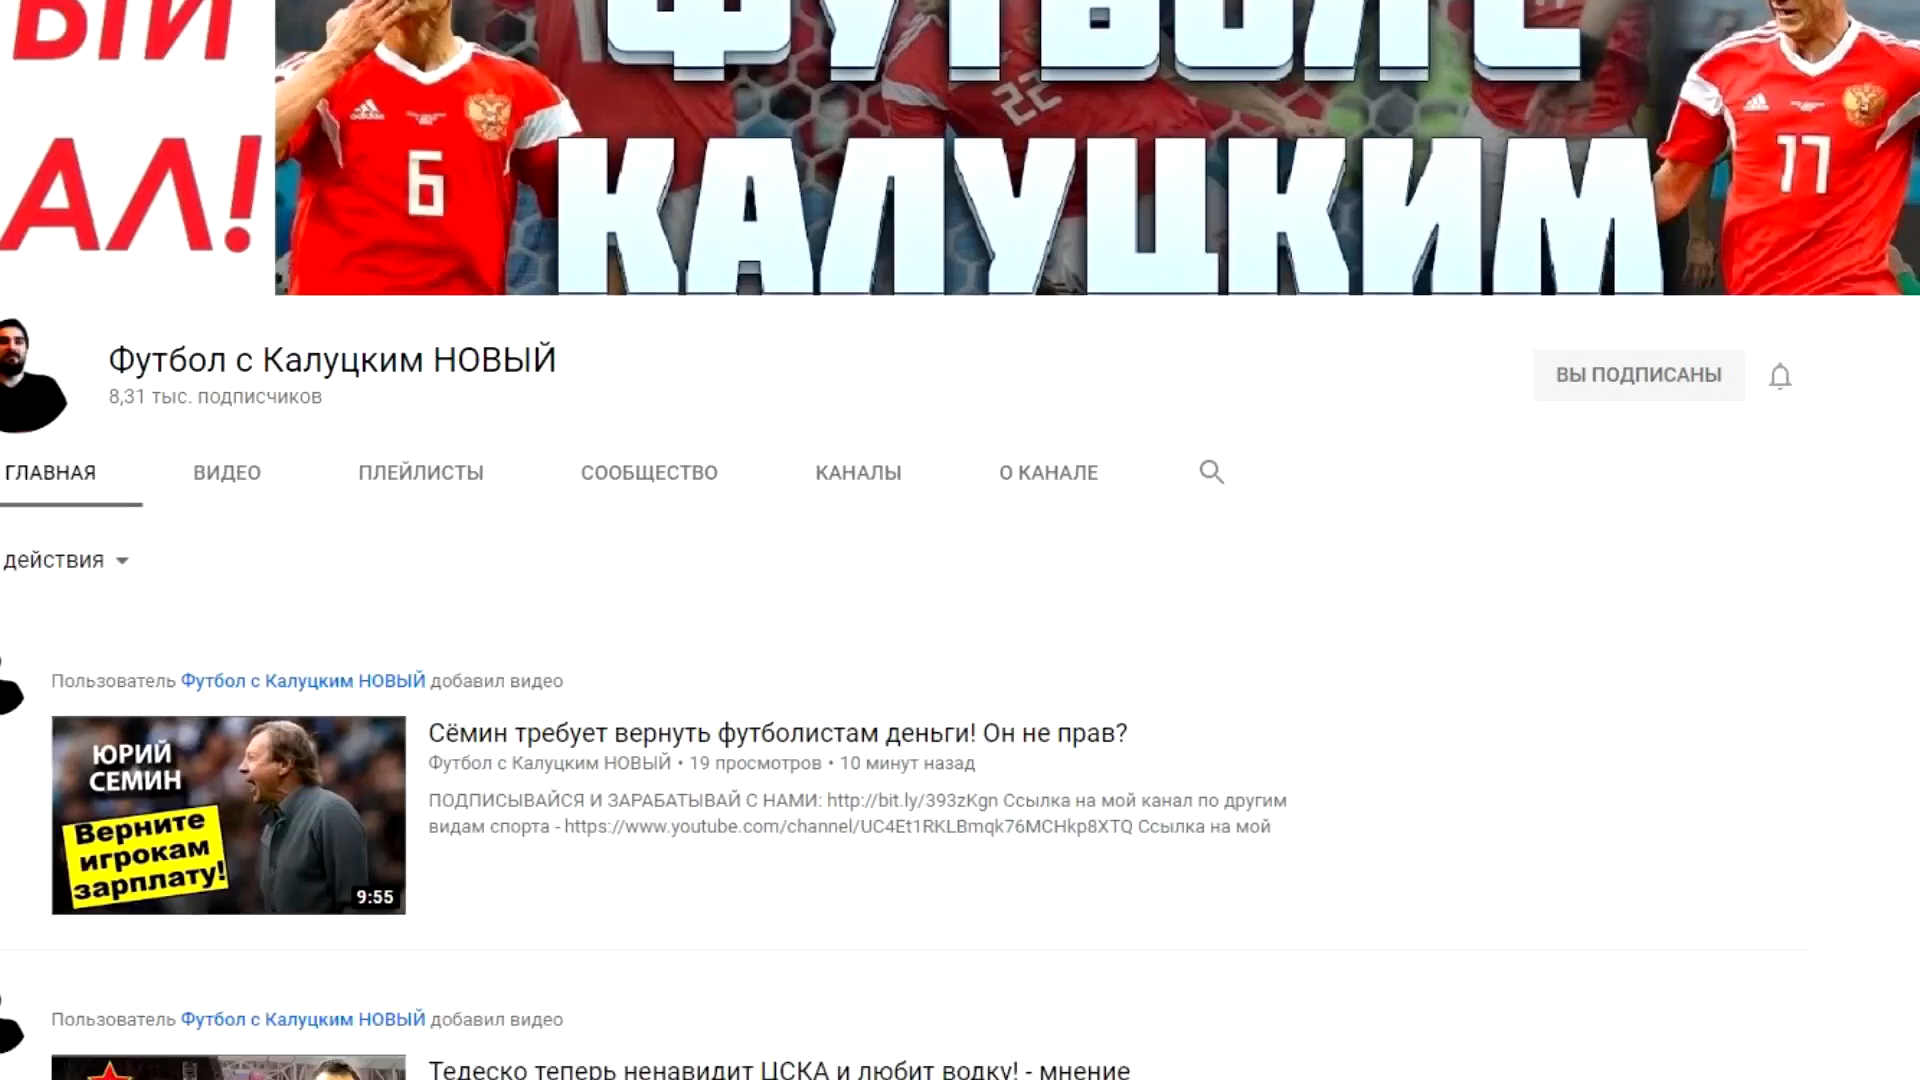 ЫЙ
АЛ!
ФУТБОЛ С
КАЛУЦКИМ
adidas
6
22
11
Футбол с Калуцким НОВЫЙ
8,31 тыс. подписчиков
ВЫ ПОДПИСАНЫ
ГЛАВНАЯ ВИДЕО ПЛЕЙЛИСТЫ СООБЩЕСТВО КАНАЛЫ О КАНАЛЕ
действия
Пользователь Футбол с Калуцким НОВЫЙ добавил видео
ЮРИЙ
СЕМИН
Верните
игрокам
зарплату!
9:55
Сёмин требует вернуть футболистам деньги! Он не прав?
Футбол с Калуцким НОВЫЙ • 19 просмотров • 10 минут назад
ПОДПИСЫВАЙСЯ И ЗАРАБАТЫВАЙ С НАМИ: http://bit.ly/393zKgn Ссылка на мой канал по другим
видам спорта - https://www.youtube.com/channel/UC4Et1RKLBmqk76MCHkp8XTQ Ссылка на мой
Пользователь Футбол с Калуцким НОВЫЙ добавил видео
Тедеско теперь ненавидит ЦСКА и любит водку! - мнение